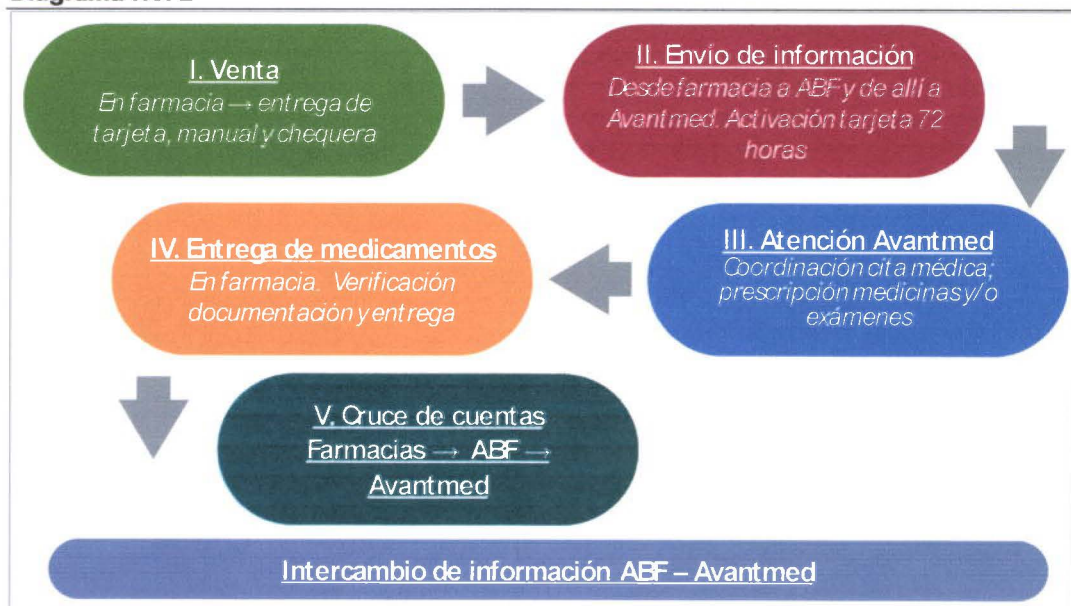 I. Venta
En farmacia → entrega de
tarjeta, manual y chequera
II. Envío de información
Desde farmacia a ABF y de allí a
Avantmed. Activación tarjeta 72
horas
III. Atención Avantmed
Coordinación cita médica;
prescripción medicinas y/o
exámenes
IV. Entrega de medicamentos
En farmacia. Verificación
documentación y entrega
V. Cruce de cuentas
Farmacias → ABF →
Avantmed
Intercambio de información ABF – Avantmed